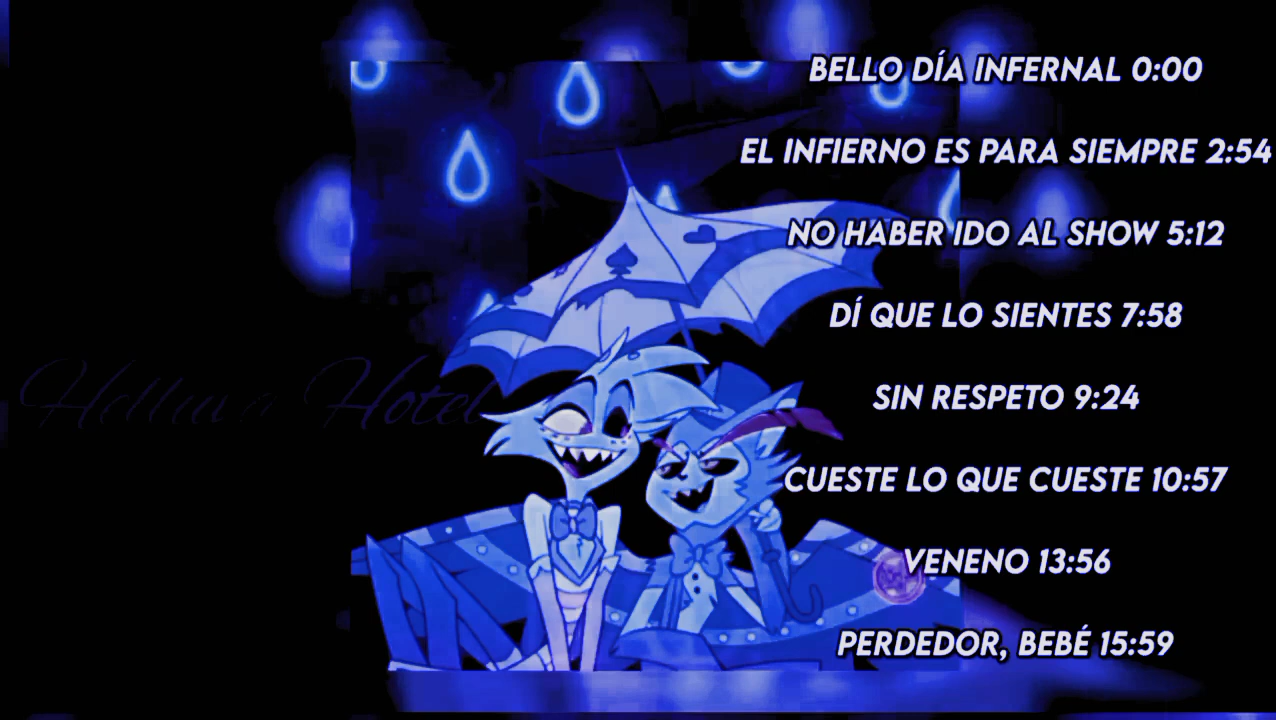 BELLO DÍA INFERNAL 0:00
EL INFIERNO ES PARA SIEMPRE 2:54
NO HABER IDO AL SHOW 5:12
DÍ QUE LO SIENTES 7:58
SIN RESPETO 9:24
CUESTE LO QUE CUESTE 10:57
VENENO 13:56
PERDEDOR, BEBÉ 15:59
Helluva Hotel